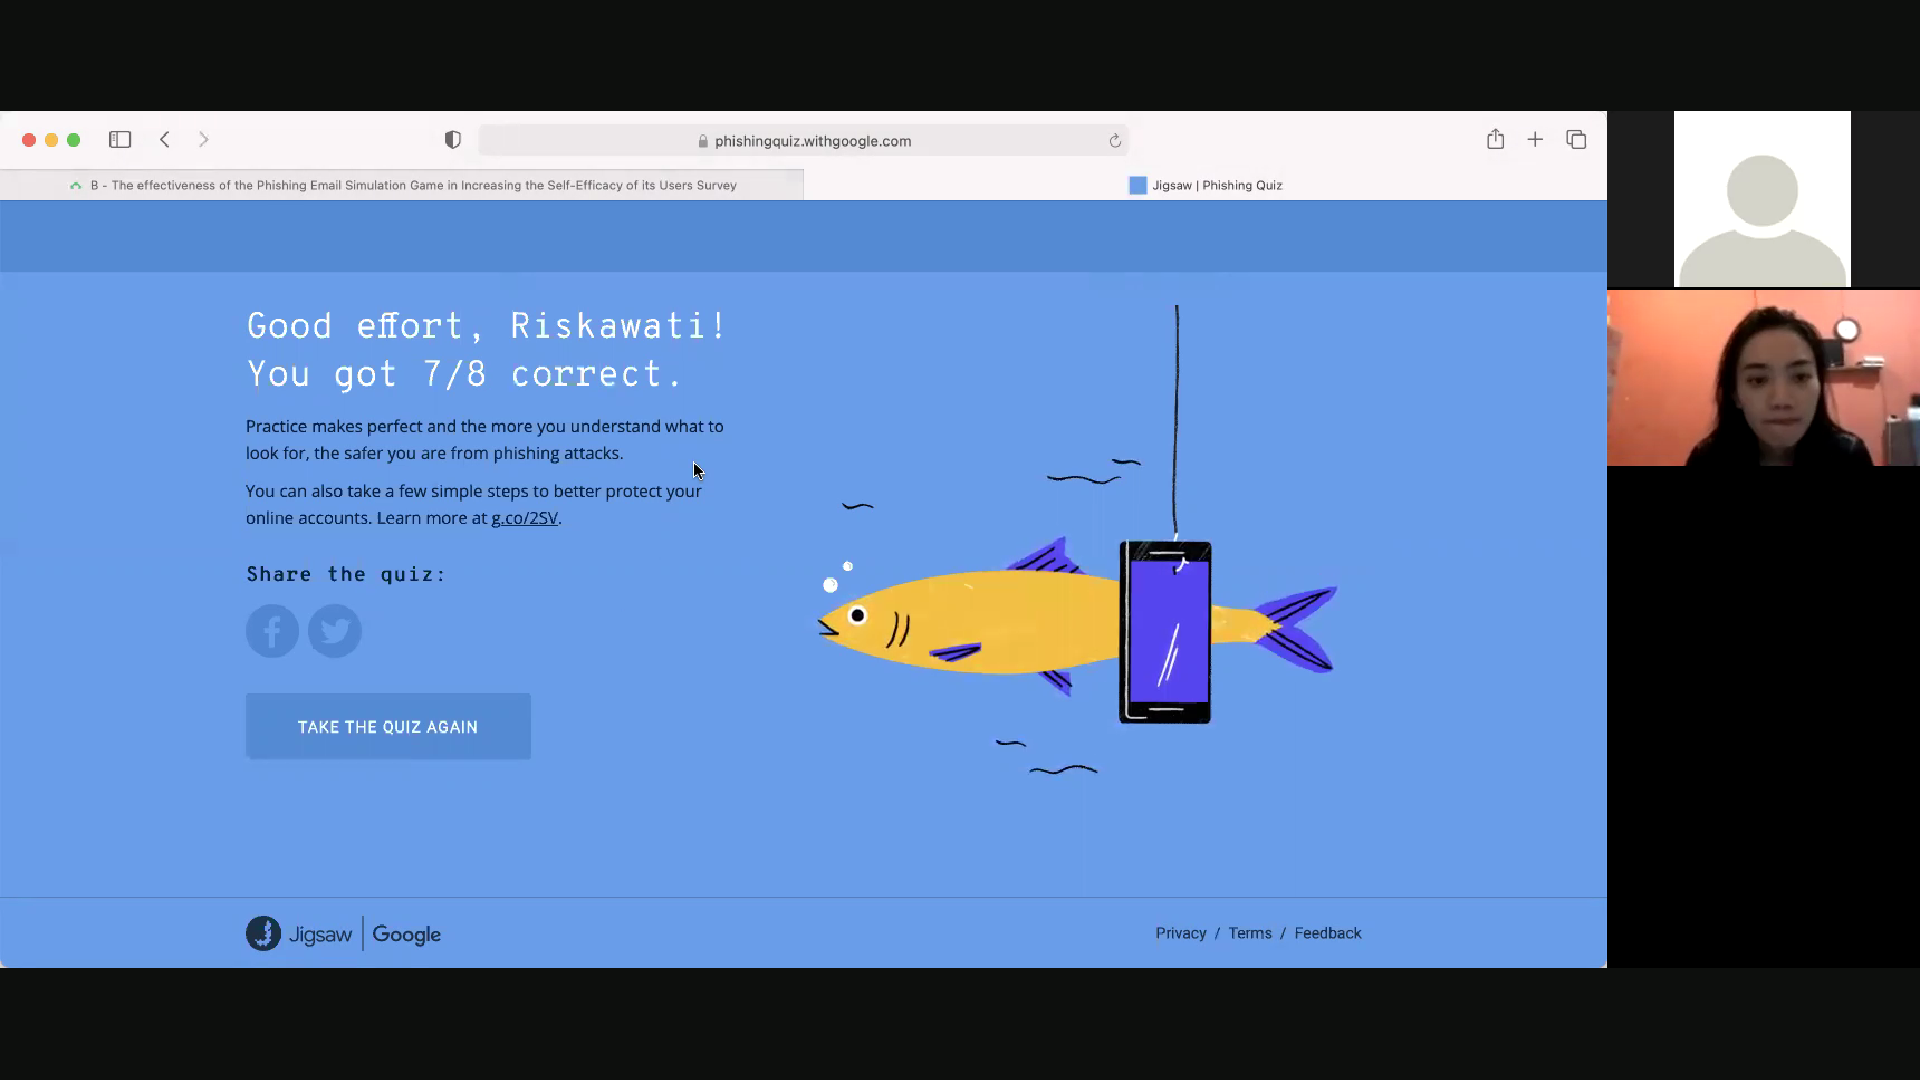 phishingquiz.withgoogle.com
B - The effectiveness of the Phishing Email Simulation Game in Increasing the Self-Efficacy of its Users Survey
Jigsaw | Phishing Quiz
Good effort, Riskawati!
You got 7/8 correct.
Practice makes perfect and the more you understand what to
look for, the safer you are from phishing attacks.
You can also take a few simple steps to better protect your
online accounts. Learn more at g.co/2SV.
Share the quiz:
TAKE THE QUIZ AGAIN
Jigsaw | Google
Privacy / Terms / Feedback